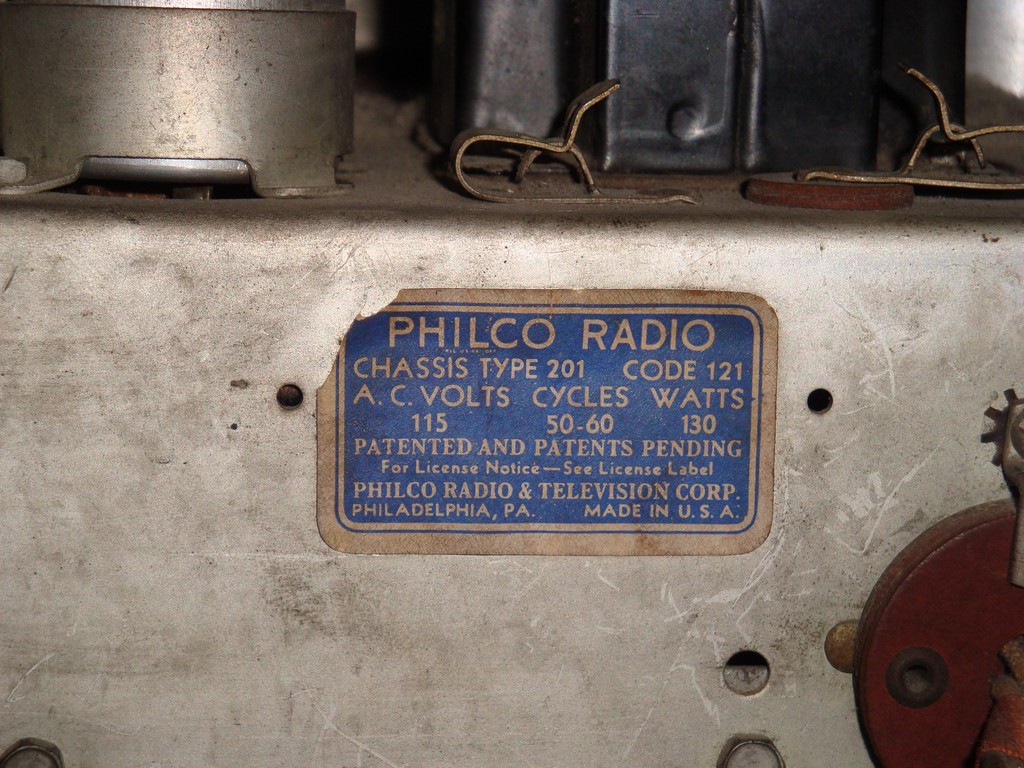 PHILCO RADIO
CHASSIS TYPE 201 CODE 121
A.C. VOLTS CYCLES WATTS
115 50-60 130
PATENTED AND PATENTS PENDING
For License Notice—See License Label
PHILCO RADIO & TELEVISION CORP.
PHILADELPHIA, PA. MADE IN U.S.A.